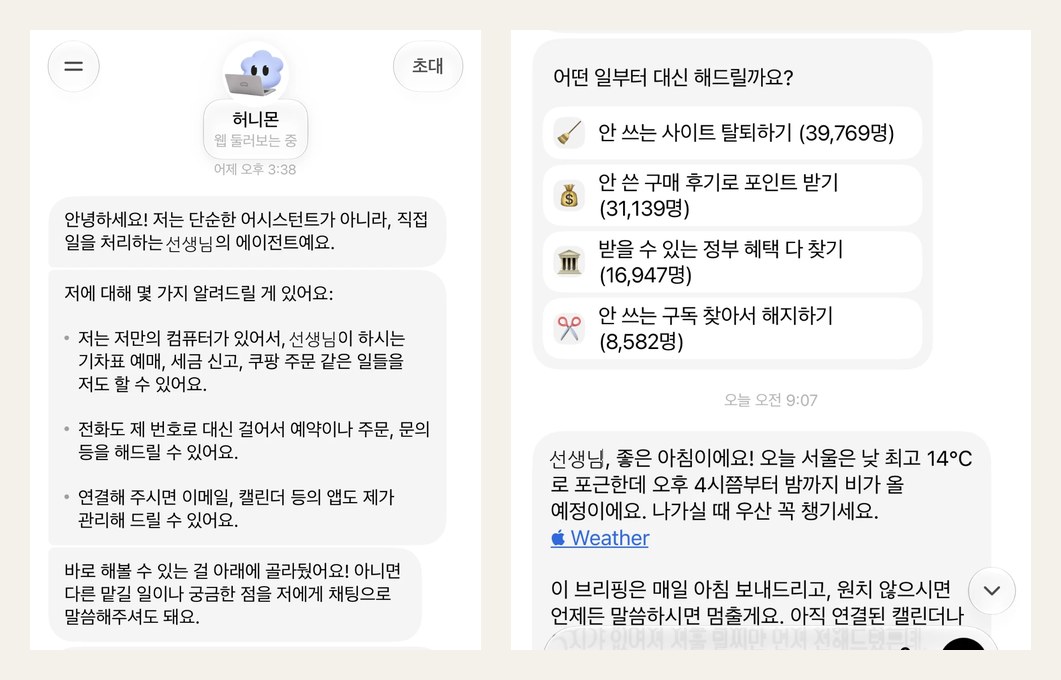 초대
허니몬
웹 둘러보는 중
어제 오후 3:38
안녕하세요! 저는 단순한 어시스턴트가 아니라, 직접
일을 처리하는 선생님의 에이전트예요.
저에 대해 몇 가지 알려드릴 게 있어요:
• 저는 저만의 컴퓨터가 있어서, 선생님이 하시는
기차표 예매, 세금 신고, 쿠팡 주문 같은 일들을
저도 할 수 있어요.
• 전화도 제 번호로 대신 걸어서 예약이나 주문, 문의
등을 해드릴 수 있어요.
• 연결해 주시면 이메일, 캘린더 등의 앱도 제가
관리해 드릴 수 있어요.
바로 해볼 수 있는 걸 아래에 골라뒀어요! 아니면
다른 맡길 일이나 궁금한 점을 저에게 채팅으로
말씀해주셔도 돼요.
어떤 일부터 대신 해드릴까요?
안 쓰는 사이트 탈퇴하기 (39,769명)
안 쓴 구매 후기로 포인트 받기
(31,139명)
받을 수 있는 정부 혜택 다 찾기
(16,947명)
안 쓰는 구독 찾아서 해지하기
(8,582명)
오늘 오전 9:07
선생님, 좋은 아침이에요! 오늘 서울은 낮 최고 14°C
로 포근한데 오후 4시쯤부터 밤까지 비가 올
예정이에요. 나가실 때 우산 꼭 챙기세요.
Weather
이 브리핑은 매일 아침 보내드리고, 원치 않으시면
언제든 말씀하시면 멈출게요. 아직 연결된 캘린더나